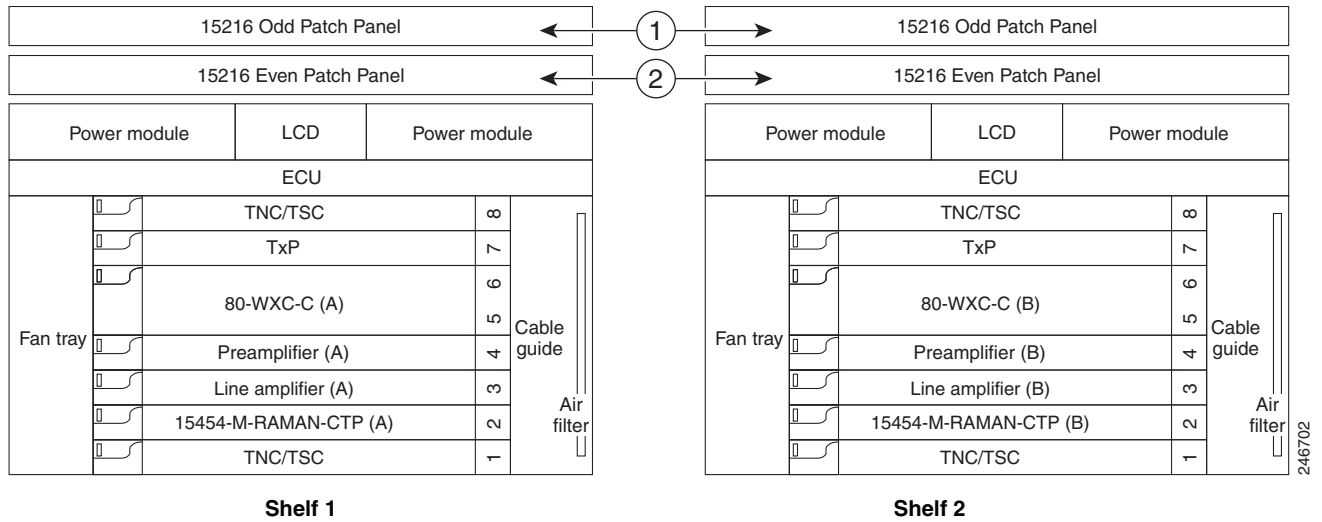 15216 Odd Patch Panel
1
15216 Odd Patch Panel
15216 Even Patch Panel
2
15216 Even Patch Panel
Power module
LCD
Power module
ECU
TNC/TSC
8
TxP
7
80-WXC-C (A)
6
5
Preamplifier (A)
4
Line amplifier (A)
3
15454-M-RAMAN-CTP (A)
2
TNC/TSC
1
Fan tray
Cable
guide
Air
filter
Shelf 1
Power module
LCD
Power module
ECU
TNC/TSC
8
TxP
7
80-WXC-C (B)
6
5
Preamplifier (B)
4
Line amplifier (B)
3
15454-M-RAMAN-CTP (B)
2
TNC/TSC
1
Fan tray
Cable
guide
Air
filter
Shelf 2
246702